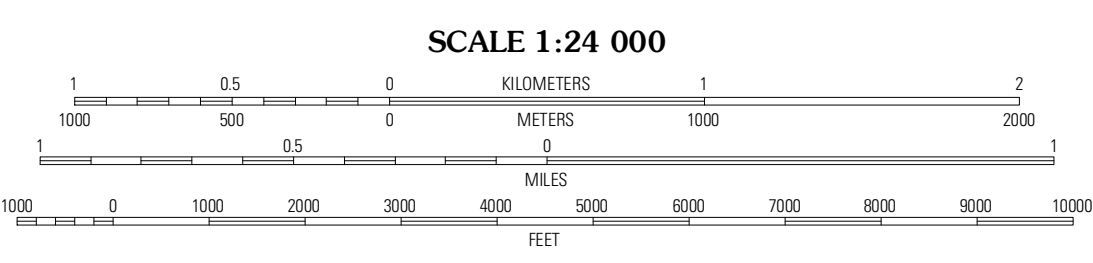 SCALE 1:24 000
1 0.5 0 KILOMETERS 1 2
1000 500 0 METERS 1000 2000
1 0.5 0 1
MILES
1000 0 1000 2000 3000 4000 5000 6000 7000 8000 9000 10000
FEET